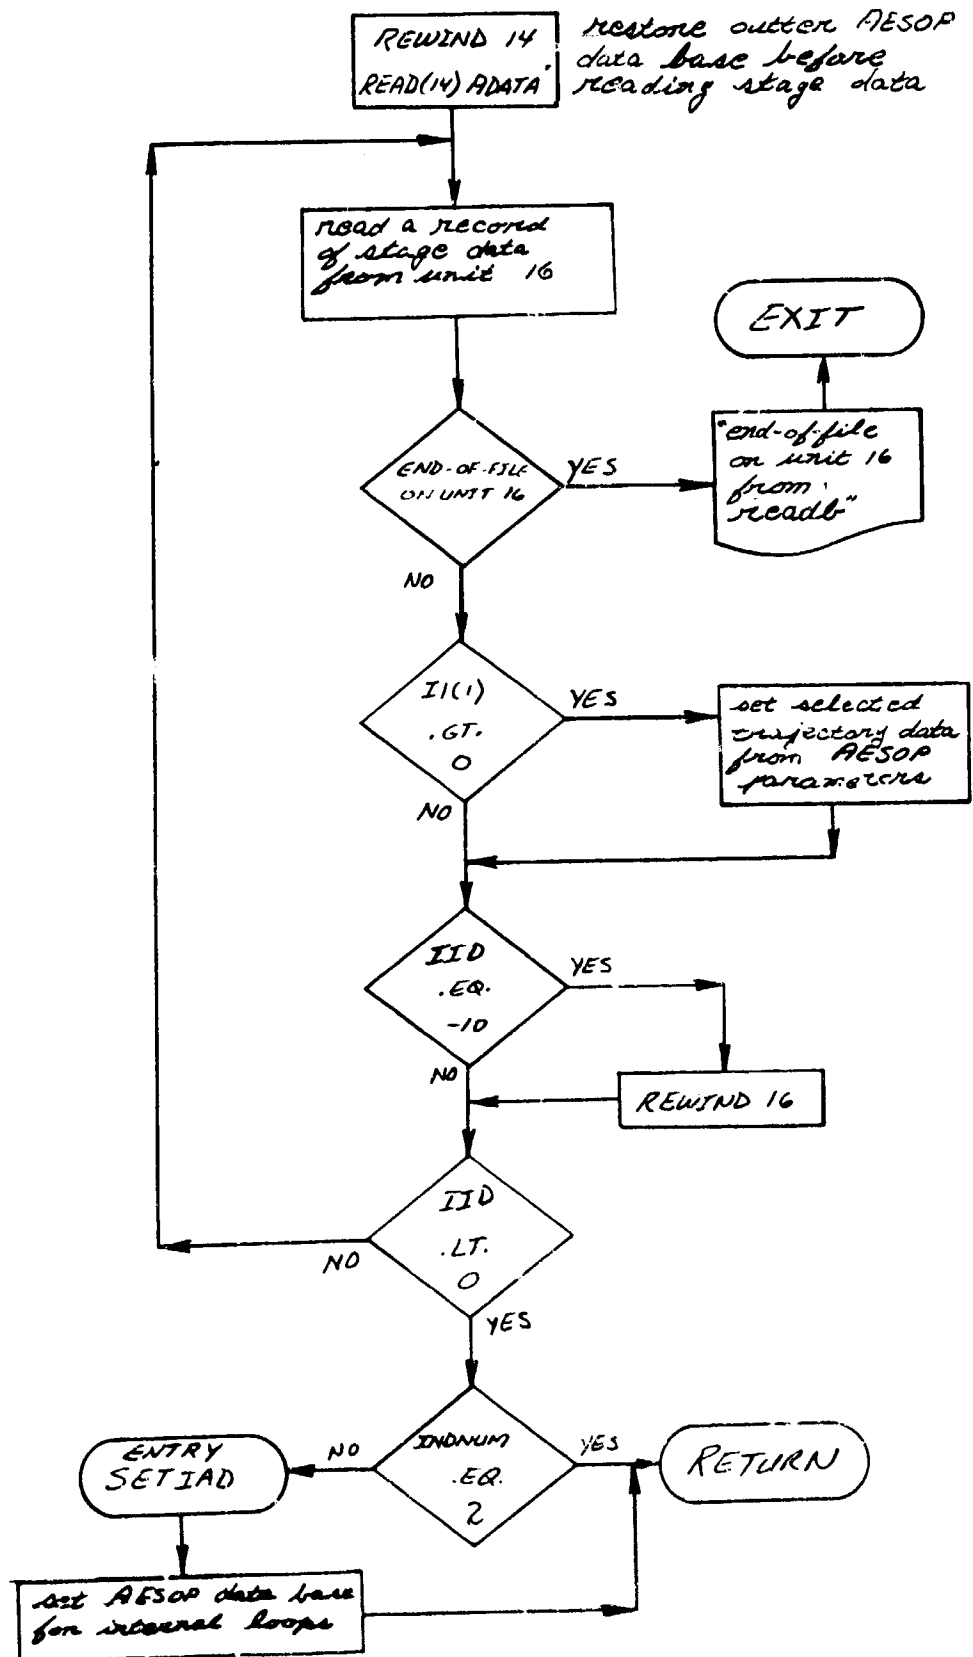 REWIND 14
READ(14) ADATA
restore outter AESOP
data base before
reading stage data
read a record
of stage data
from unit 16
EXIT
END-OF-FILE
ON UNIT 16
YES
"end-of-file
on unit 16
from
readb"
NO
I1(1)
.GT.
0
YES
set selected
trajectory data
from AESOP
parameters
NO
IID
.EQ.
-10
YES
NO
REWIND 16
IID
.LT.
0
NO
YES
INDNUM
.EQ.
2
NO
YES
ENTRY
SETIAD
RETURN
set AESOP data base
for internal loops